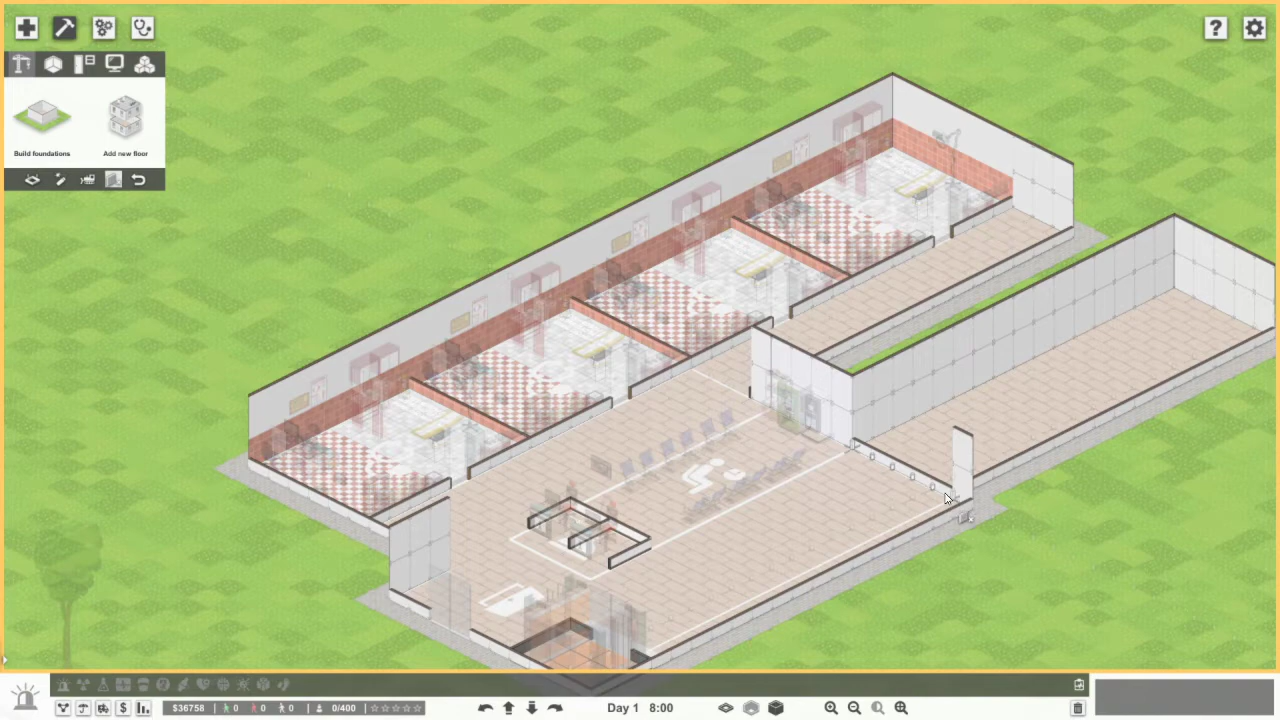 ?
Build foundations
Add new floor
$36758 0 0 0 0/400
Day 1 8:00
$